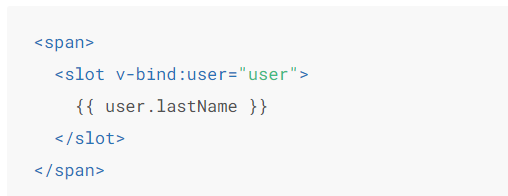 <span>
  <slot v-bind:user="user">
    {{ user.lastName }}
  </slot>
</span>